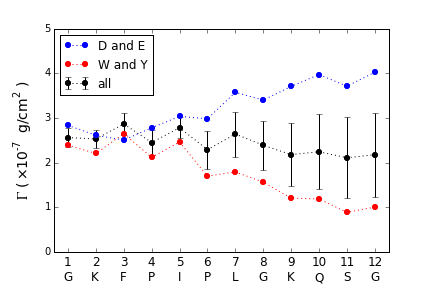 5
4
3
2
1
0
Γ ( ×10⁻⁷ g/cm² )
D and E
W and Y
all
1 2 3 4 5 6 7 8 9 10 11 12
G K F P I P L G K Q S G